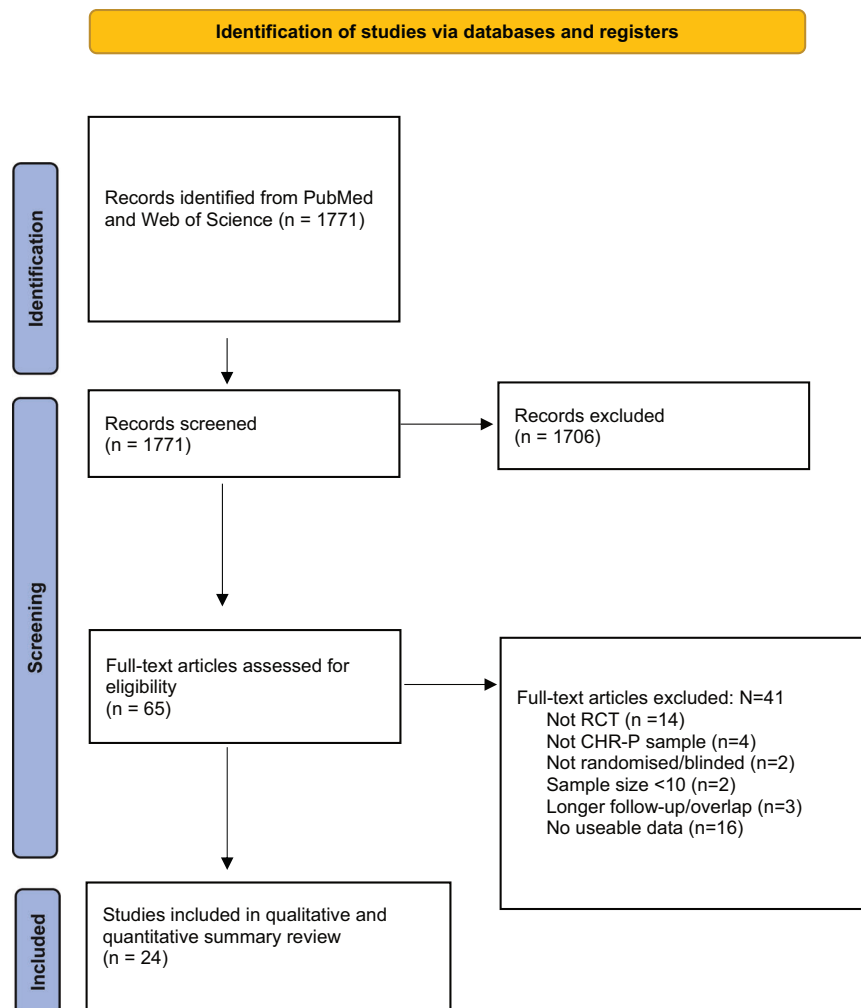 Identification of studies via databases and registers
Identification
Records identified from PubMed
and Web of Science (n = 1771)
Records screened
(n = 1771)
Records excluded
(n = 1706)
Screening
Full-text articles assessed for
eligibility
(n = 65)
Full-text articles excluded: N=41
Not RCT (n =14)
Not CHR-P sample (n=4)
Not randomised/blinded (n=2)
Sample size <10 (n=2)
Longer follow-up/overlap (n=3)
No useable data (n=16)
Included
Studies included in qualitative and
quantitative summary review
(n = 24)